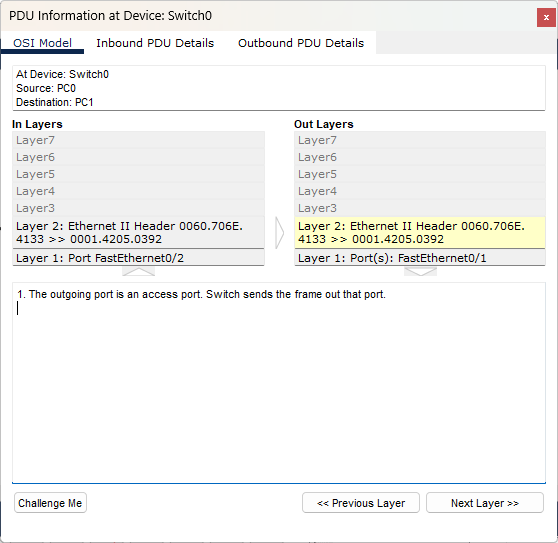 PDU Information at Device: Switch0
x
OSI Model
Inbound PDU Details
Outbound PDU Details
At Device: Switch0
Source: PC0
Destination: PC1
In Layers
Layer7
Layer6
Layer5
Layer4
Layer3
Layer 2: Ethernet II Header 0060.706E.
4133 >> 0001.4205.0392
Layer 1: Port FastEthernet0/2
Out Layers
Layer7
Layer6
Layer5
Layer4
Layer3
Layer 2: Ethernet II Header 0060.706E.
4133 >> 0001.4205.0392
Layer 1: Port(s): FastEthernet0/1
1. The outgoing port is an access port. Switch sends the frame out that port.
Challenge Me
<< Previous Layer
Next Layer >>